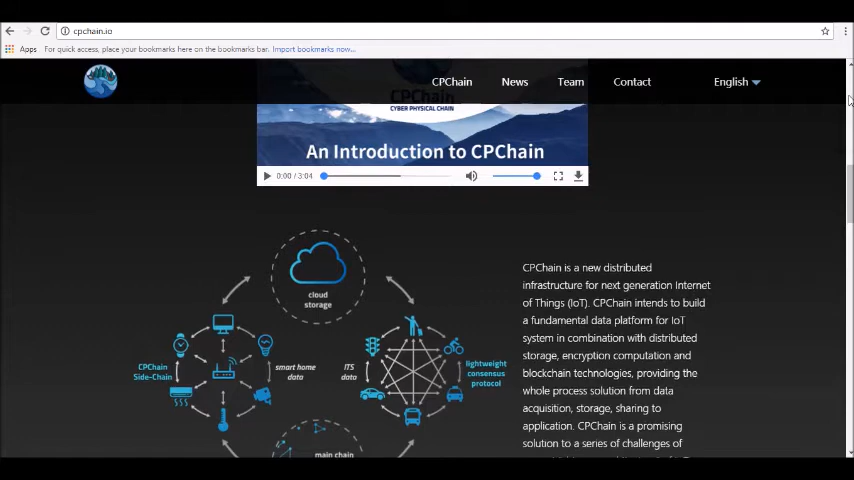 cpchain.io
Apps For quick access, place your bookmarks here on the bookmarks bar. Import bookmarks now...
CPChain News Team Contact English
CYBER PHYSICAL CHAIN
An Introduction to CPChain
0:00 / 3:04
cloud
storage
CPChain
Side-Chain
smart home
data
ITS
data
lightweight
consensus
protocol
main chain
CPChain is a new distributed
infrastructure for next generation Internet
of Things (IoT). CPChain intends to build
a fundamental data platform for IoT
system in combination with distributed
storage, encryption computation and
blockchain technologies, providing the
whole process solution from data
acquisition, storage, sharing to
application. CPChain is a promising
solution to a series of challenges of